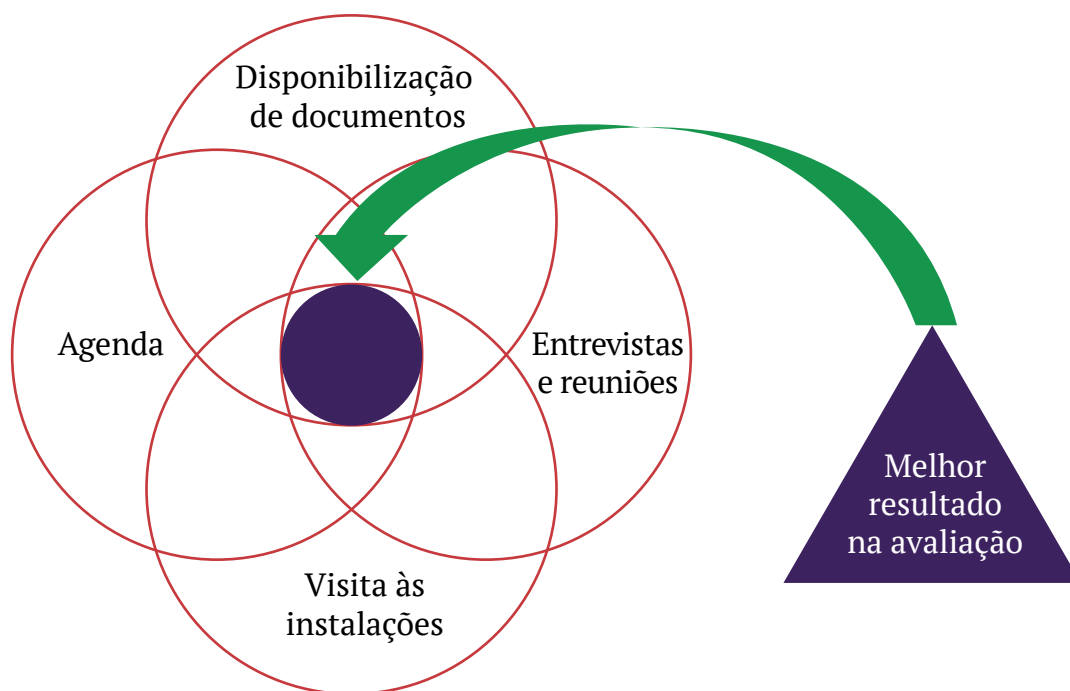 Disponibilização
de documentos
Agenda
Entrevistas
e reuniões
Visita às
instalações
Melhor
resultado
na avaliação